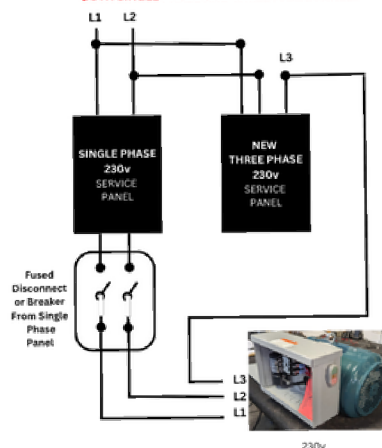 L1 L2
L3
SINGLE PHASE
230v
SERVICE
PANEL
NEW
THREE PHASE
230v
SERVICE
PANEL
Fused
Disconnect
or Breaker
From Single
Phase
Panel
L3
L2
L1
230v